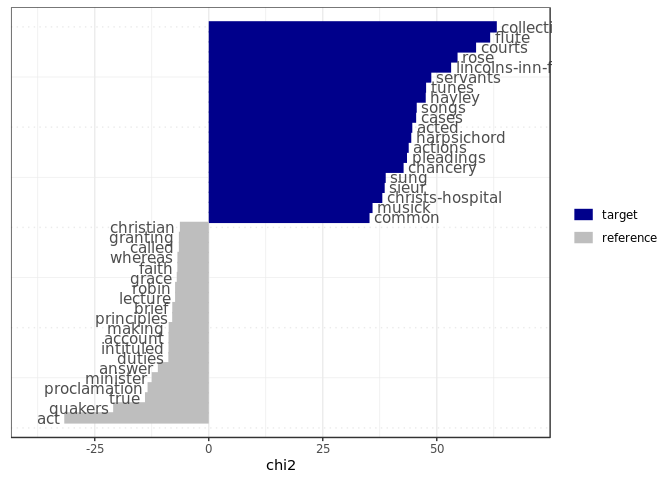 collecti
flute
courts
rose
lincolns-inn-f
servants
tunes
hayley
songs
cases
acted
harpsichord
actions
pleadings
chancery
sung
sieur
christs-hospital
musick
common
christian
granting
called
whereas
faith
grace
robin
lecture
brief
principles
making
account
intituled
duties
answer
minister
proclamation
true
quakers
act
target
reference
-25 0 25 50
chi2